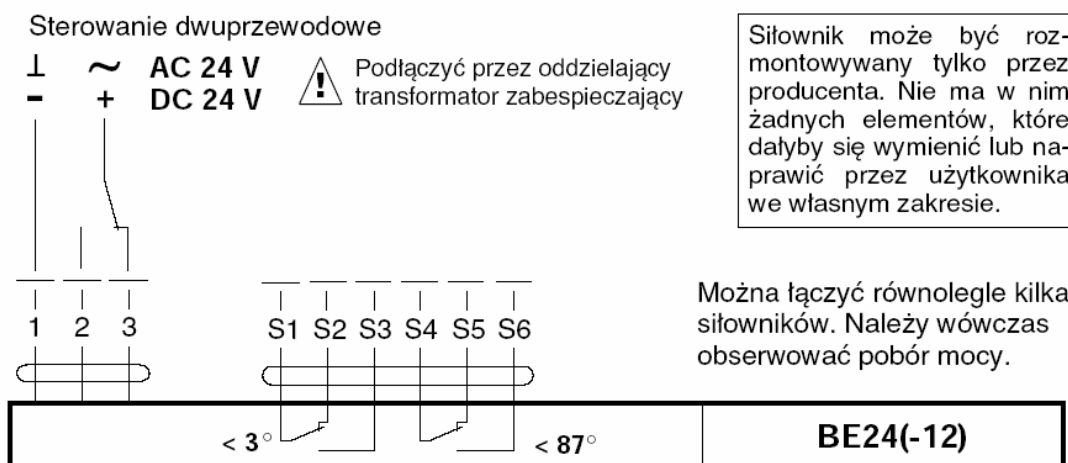 Sterowanie dwuprzewodowe
⊥ ~ AC 24 V
- + DC 24 V
Podłączyć przez oddzielający
transformator zabespieczający
Siłownik może być roz-
montowywany tylko przez
producenta. Nie ma w nim
żadnych elementów, które
dałyby się wymienić lub na-
prawić przez użytkownika
we własnym zakresie.
Można łączyć równolegle kilka
siłowników. Należy wówczas
obserwować pobór mocy.
1 2 3 S1 S2 S3 S4 S5 S6
< 3° < 87° BE24(-12)